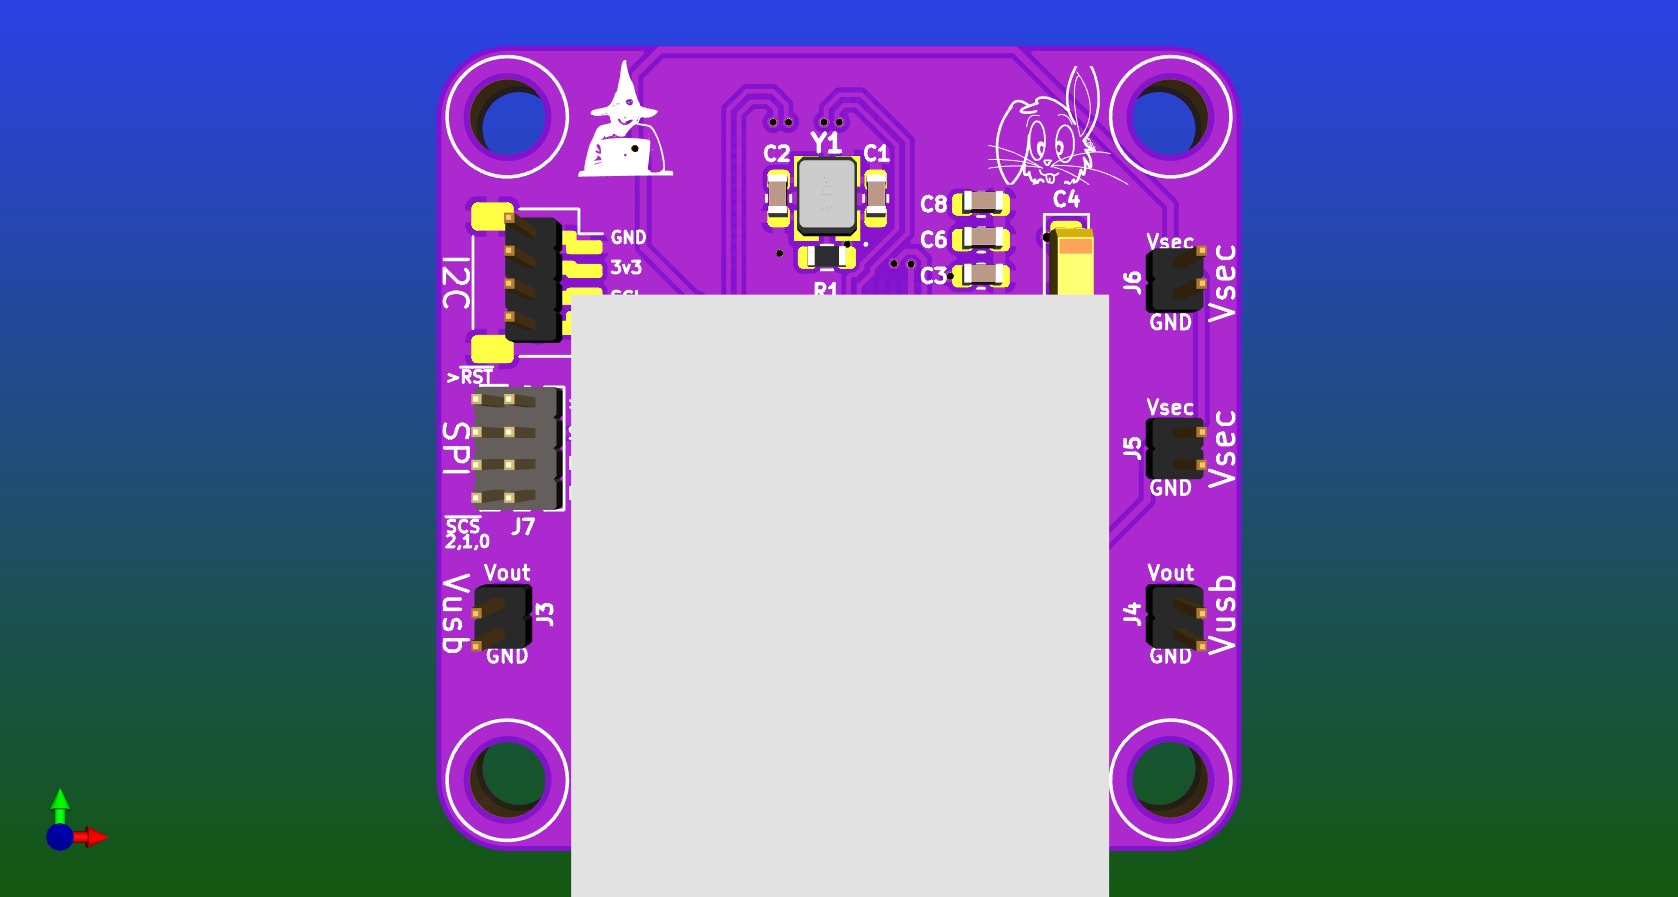 Y1
C2
C1
C4
C8
C6
C3
R1
GND
3v3
I2C
Vsec
J6
GND
Vsec
>RST
SPI
SCS
2,1,0
J7
Vsec
J5
GND
Vsec
Vout
Vusb
J3
GND
Vout
J4
GND
Vusb